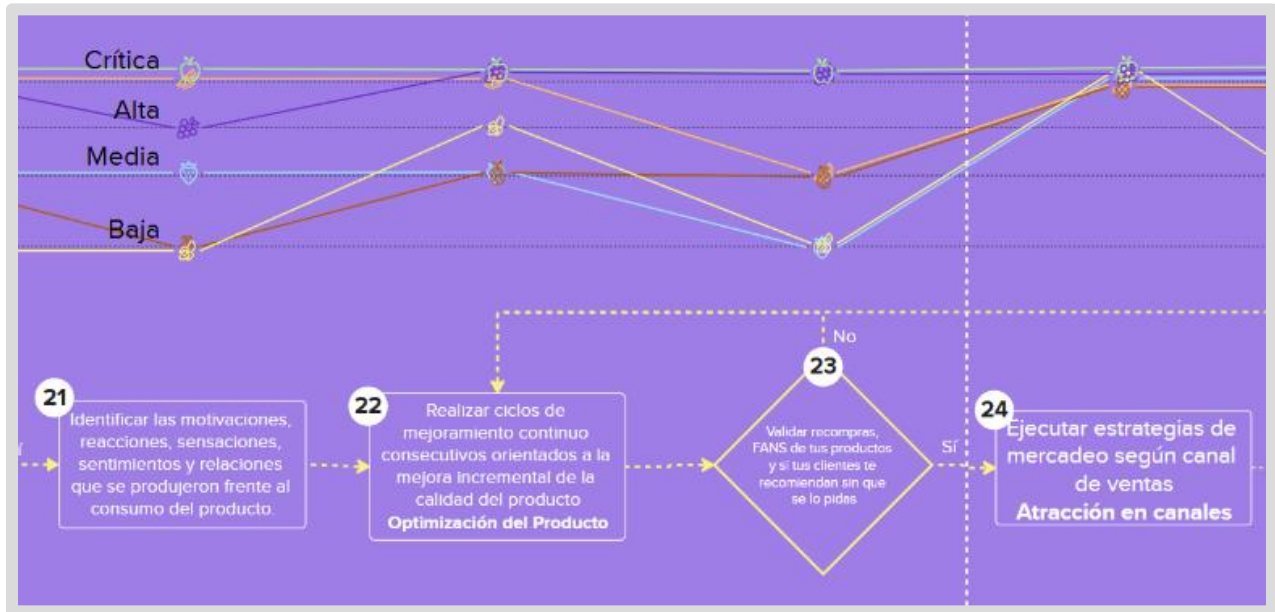 Crítica
Alta
Media
Baja
No
21
Identificar las motivaciones,
reacciones, sensaciones,
sentimientos y relaciones
que se produjeron frente al
consumo del producto.
22
Realizar ciclos de
mejoramiento continuo
consecutivos orientados a la
mejora incremental de la
calidad del producto
Optimización del Producto
23
Validar recompras,
FANS de tus productos
y si tus clientes te
recomiendan sin que
se lo pidas
Sí
24
Ejecutar estrategias de
mercadeo según canal
de ventas
Atracción en canales